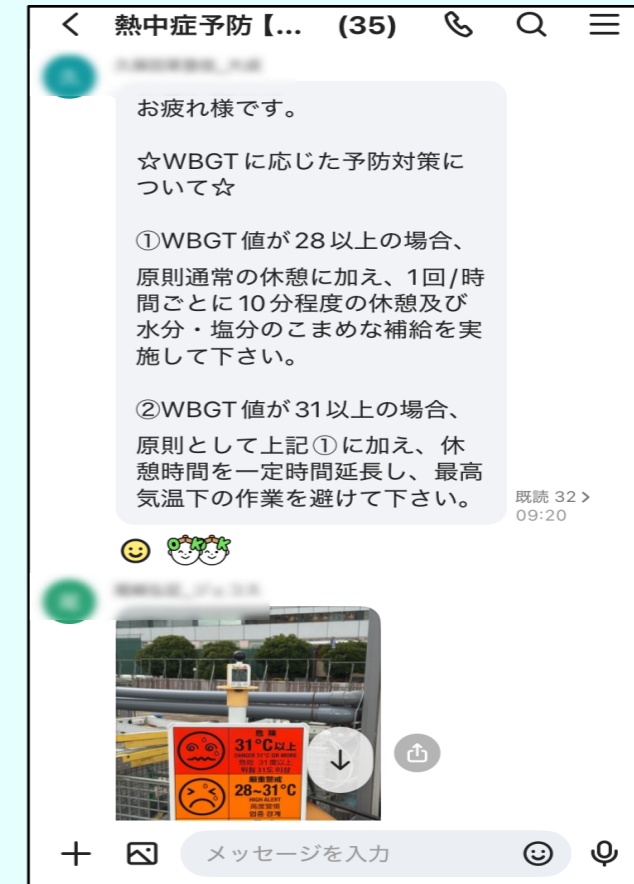 熱中症予防【... (35)
お疲れ様です。
☆WBGTに応じた予防対策に
ついて☆
①WBGT値が28以上の場合、
原則通常の休憩に加え、1回/時
間ごとに10分程度の休憩及び
水分・塩分のこまめな補給を実
施して下さい。
②WBGT値が31以上の場合、
原則として上記①に加え、休
憩時間を一定時間延長し、最高
気温下の作業を避けて下さい。
既読 32
09:20
危険
31℃以上
DANGER 31℃ OR MORE
厳重警戒
28~31℃
HIGH ALERT
メッセージを入力